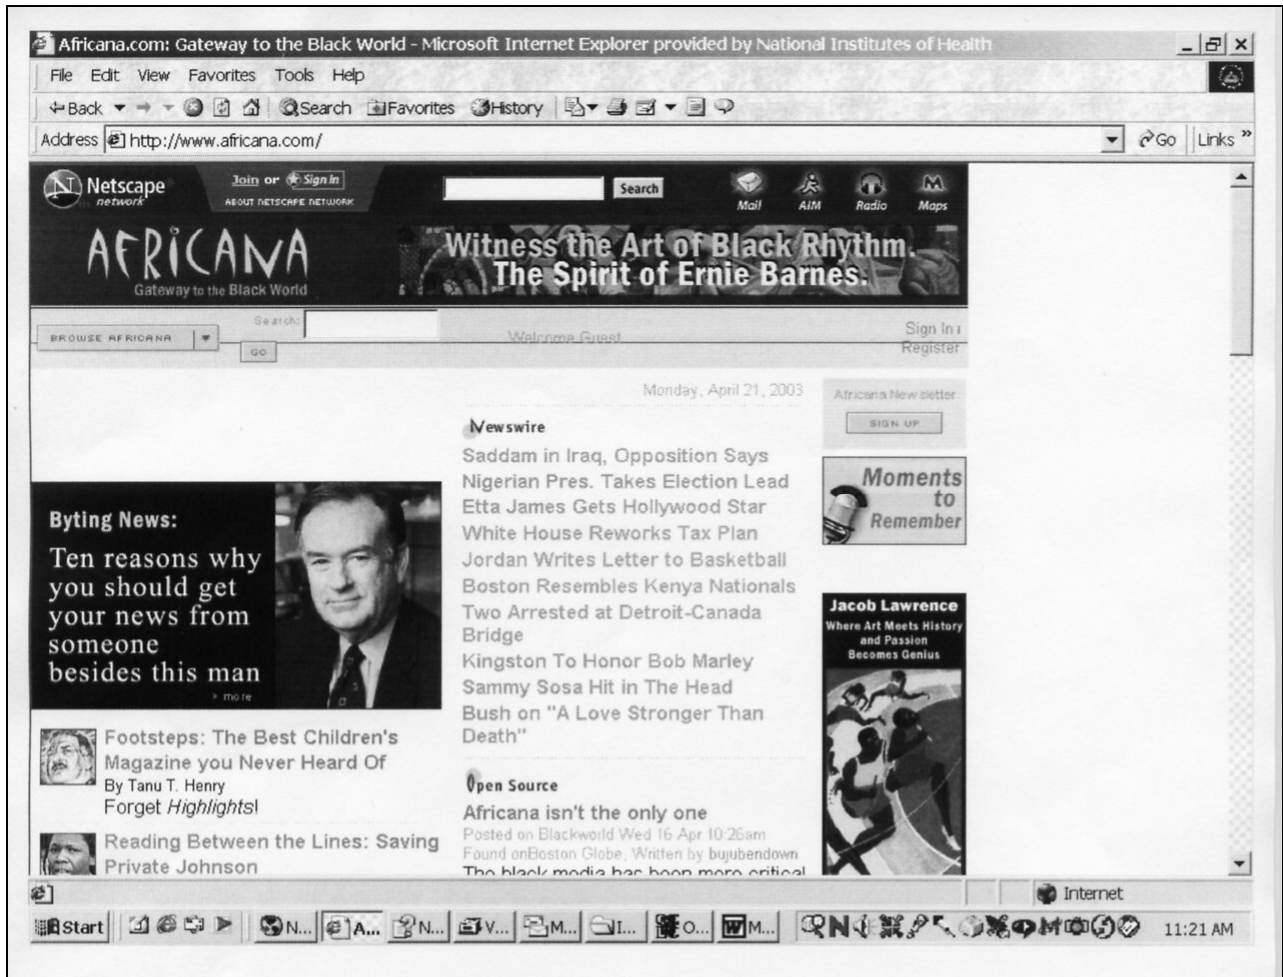 Africana.com: Gateway to the Black World - Microsoft Internet Explorer provided by National Institutes of Health
File Edit View Favorites Tools Help
Back Search Favorites History
Address http://www.africana.com/ Go Links »
Netscape network
Join or Sign in
ABOUT NETSCAPE NETWORK
Search
Mail AIM Radio Maps
AFRICANA
Gateway to the Black World
Witness the Art of Black Rhythm.
The Spirit of Ernie Barnes.
BROWSE AFRICANA
Search:
GO
Welcome Guest
Sign In
Register
Byting News:
Ten reasons why
you should get
your news from
someone
besides this man
> more
Footsteps: The Best Children's
Magazine you Never Heard Of
By Tanu T. Henry
Forget Highlights!
Reading Between the Lines: Saving
Private Johnson
Monday, April 21, 2003
Newswire
Saddam in Iraq, Opposition Says
Nigerian Pres. Takes Election Lead
Etta James Gets Hollywood Star
White House Reworks Tax Plan
Jordan Writes Letter to Basketball
Boston Resembles Kenya Nationals
Two Arrested at Detroit-Canada
Bridge
Kingston To Honor Bob Marley
Sammy Sosa Hit in The Head
Bush on "A Love Stronger Than
Death"
Open Source
Africana isn't the only one
Posted on Blackworld Wed 16 Apr 10:26am
Found onBoston Globe, Written by bujubendown
The black media has been more critical
Africana Newsletter
SIGN UP
Moments
to
Remember
Jacob Lawrence
Where Art Meets History
and Passion
Becomes Genius
Internet
Start N... A... N... V... M... I... O... M... 11:21 AM